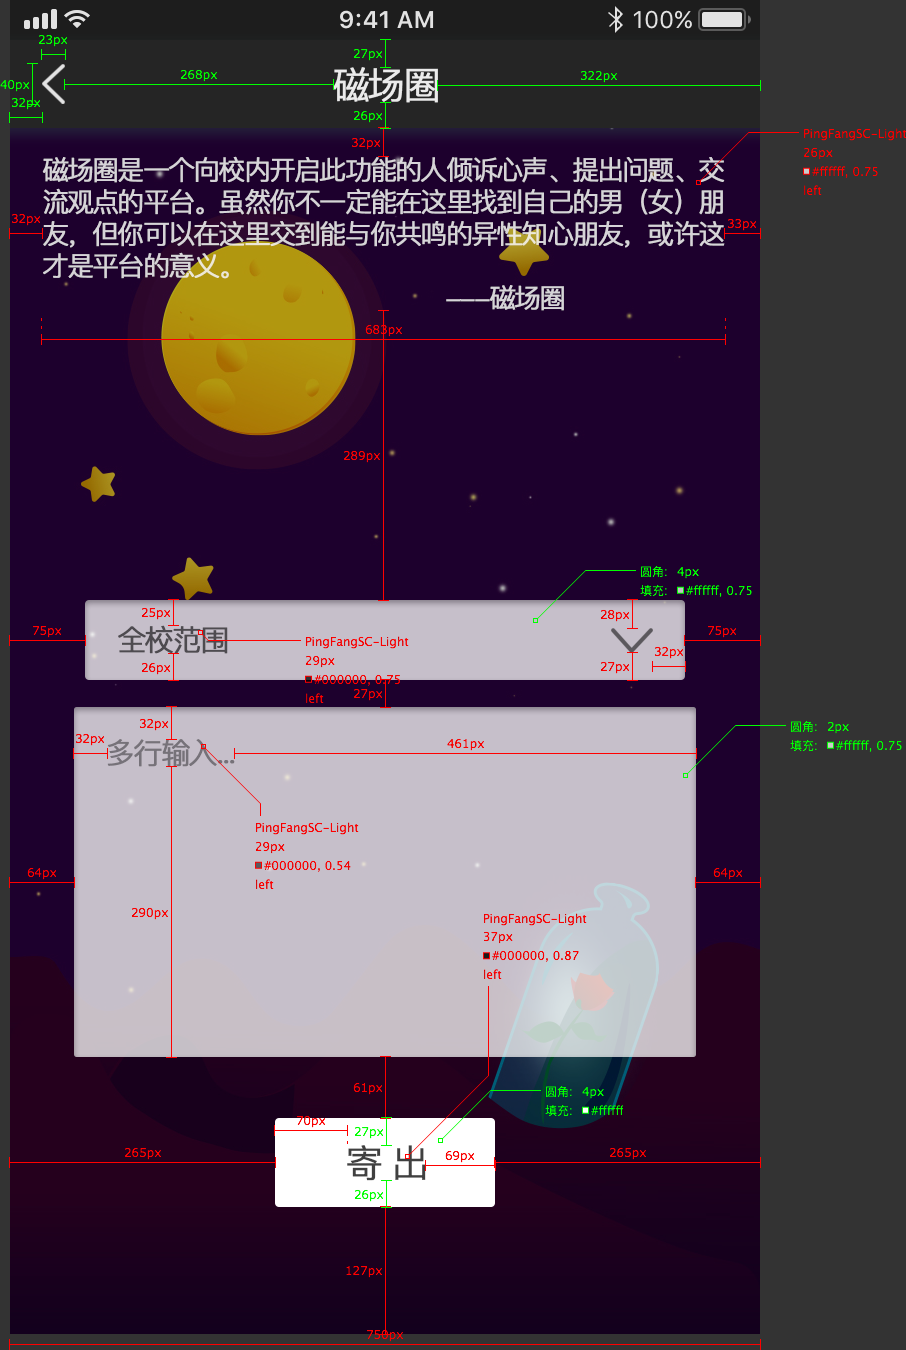 9:41 AM
100%
23px
27px
40px
268px
磁场圈
322px
32px
26px
32px
PingFangSC-Light
26px
#ffffff, 0.75
left
磁场圈是一个向校内开启此功能的人倾诉心声、提出问题、交
流观点的平台。虽然你不一定能在这里找到自己的男（女）朋
友，但你可以在这里交到能与你共鸣的异性知心朋友，或许这
才是平台的意义。
32px
33px
——磁场圈
683px
289px
圆角: 4px
填充: #ffffff, 0.75
25px
28px
75px
全校范围
PingFangSC-Light
29px
#000000, 0.75
left
75px
32px
26px
27px
27px
圆角: 2px
填充: #ffffff, 0.75
32px
32px
多行输入...
461px
PingFangSC-Light
29px
#000000, 0.54
left
64px
64px
290px
PingFangSC-Light
37px
#000000, 0.87
left
61px
圆角: 4px
填充: #ffffff
70px
27px
265px
寄 出
69px
265px
26px
127px
750px